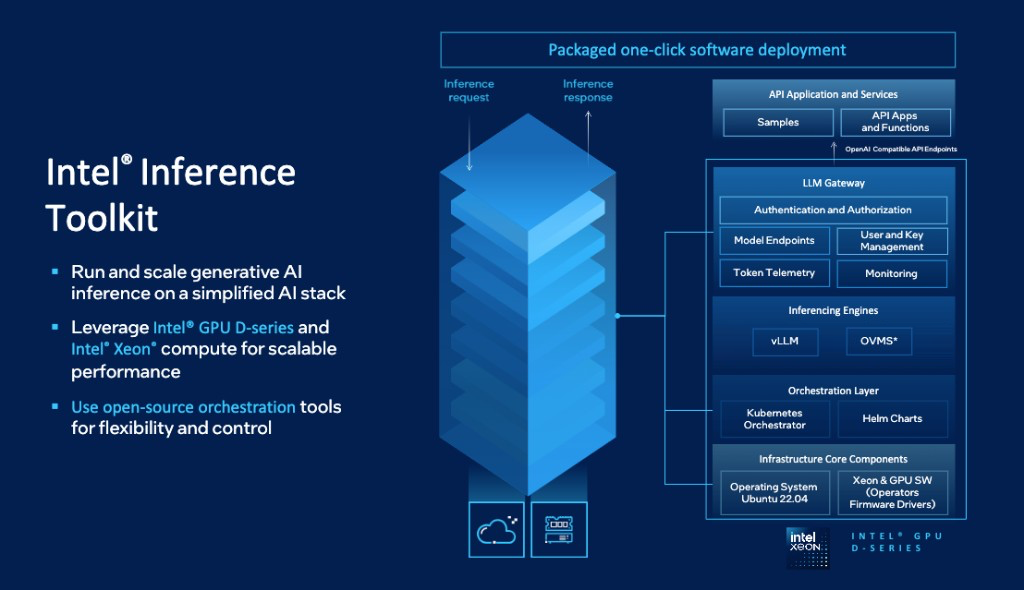 Packaged one-click software deployment
Inference
request
Inference
response
Intel® Inference
Toolkit
▪ Run and scale generative AI
inference on a simplified AI stack
▪ Leverage Intel® GPU D-series and
Intel® Xeon® compute for scalable
performance
▪ Use open-source orchestration tools
for flexibility and control
API Application and Services
Samples
API Apps
and Functions
OpenAI Compatible API Endpoints
LLM Gateway
Authentication and Authorization
Model Endpoints
User and Key
Management
Token Telemetry
Monitoring
Inferencing Engines
vLLM
OVMS*
Orchestration Layer
Kubernetes
Orchestrator
Helm Charts
Infrastructure Core Components
Operating System
Ubuntu 22.04
Xeon & GPU SW
(Operators
Firmware Drivers)
intel
XEON
INTEL® GPU
D-SERIES